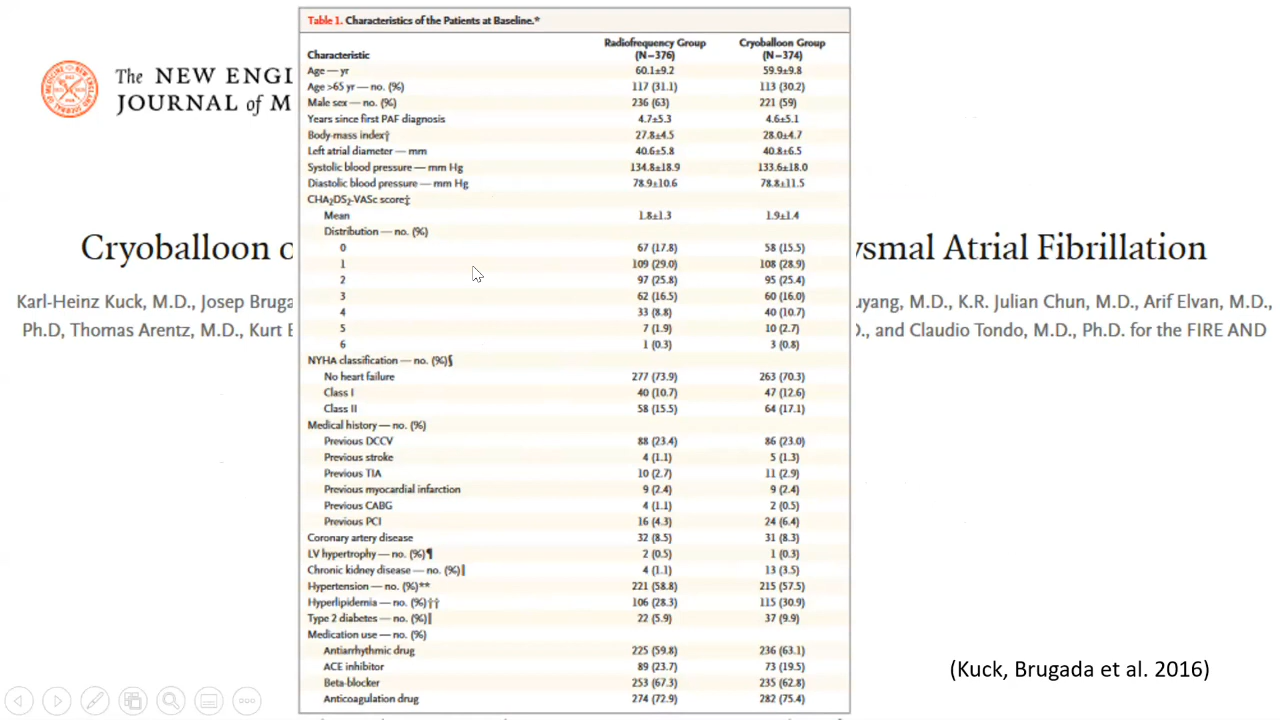 The NEW ENGL
JOURNAL of M
Cryoballoon o
ysmal Atrial Fibrillation
Karl-Heinz Kuck, M.D., Josep Bruga
uyang, M.D., K.R. Julian Chun, M.D., Arif Elvan, M.D.,
Ph.D, Thomas Arentz, M.D., Kurt
D., and Claudio Tondo, M.D., Ph.D. for the FIRE AND
Table 1. Characteristics of the Patients at Baseline.*
Characteristic Radiofrequency Group (N=376) Cryoballoon Group (N=374)
Age — yr 60.1±9.2 59.9±9.8
Age >65 yr — no. (%) 117 (31.1) 113 (30.2)
Male sex — no. (%) 236 (63) 221 (59)
Years since first PAF diagnosis 4.7±5.3 4.6±5.1
Body-mass index† 27.8±4.5 28.0±4.7
Left atrial diameter — mm 40.6±5.8 40.8±6.5
Systolic blood pressure — mm Hg 134.8±18.9 133.6±18.0
Diastolic blood pressure — mm Hg 78.9±10.6 78.8±11.5
CHA₂DS₂-VASc score‡
Mean 1.8±1.3 1.9±1.4
Distribution — no. (%)
0 67 (17.8) 58 (15.5)
1 109 (29.0) 108 (28.9)
2 97 (25.8) 95 (25.4)
3 62 (16.5) 60 (16.0)
4 33 (8.8) 40 (10.7)
5 7 (1.9) 10 (2.7)
6 1 (0.3) 3 (0.8)
NYHA classification — no. (%)§
No heart failure 277 (73.9) 263 (70.3)
Class I 40 (10.7) 47 (12.6)
Class II 58 (15.5) 64 (17.1)
Medical history — no. (%)
Previous DCCV 88 (23.4) 86 (23.0)
Previous stroke 4 (1.1) 5 (1.3)
Previous TIA 10 (2.7) 11 (2.9)
Previous myocardial infarction 9 (2.4) 9 (2.4)
Previous CABG 4 (1.1) 2 (0.5)
Previous PCI 16 (4.3) 24 (6.4)
Coronary artery disease 32 (8.5) 31 (8.3)
LV hypertrophy — no. (%)¶ 2 (0.5) 1 (0.3)
Chronic kidney disease — no. (%)‖ 4 (1.1) 13 (3.5)
Hypertension — no. (%)** 221 (58.8) 215 (57.5)
Hyperlipidemia — no. (%)†† 106 (28.3) 115 (30.9)
Type 2 diabetes — no. (%)‖ 22 (5.9) 37 (9.9)
Medication use — no. (%)
Antiarrhythmic drug 225 (59.8) 236 (63.1)
ACE inhibitor 89 (23.7) 73 (19.5)
Beta-blocker 253 (67.3) 235 (62.8)
Anticoagulation drug 274 (72.9) 282 (75.4)
(Kuck, Brugada et al. 2016)